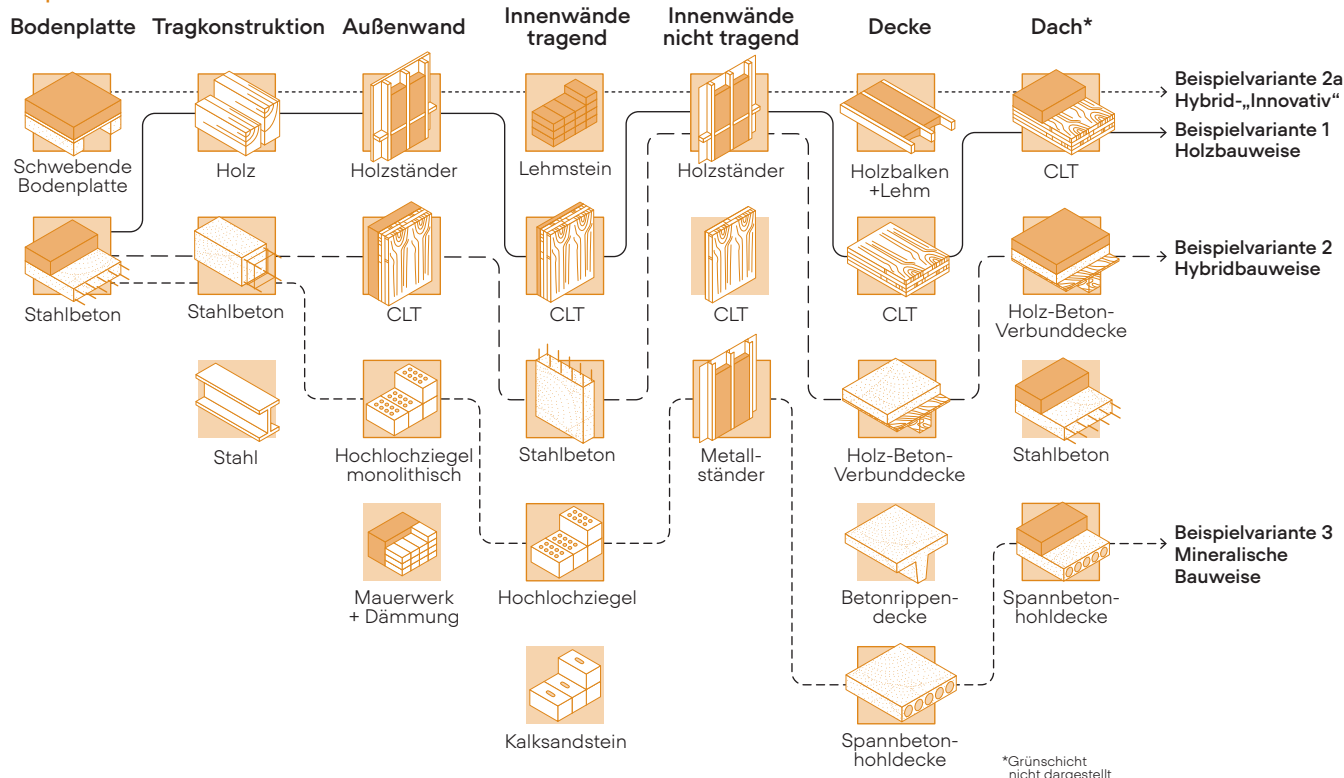 Bodenplatte
Tragkonstruktion
Außenwand
Innenwände
tragend
Innenwände
nicht tragend
Decke
Dach*
Schwebende
Bodenplatte
Holz
Holzständer
Lehmstein
Holzständer
Holzbalken
+Lehm
CLT
Beispielvariante 2a
Hybrid-„Innovativ“
Beispielvariante 1
Holzbauweise
Stahlbeton
Stahlbeton
CLT
CLT
CLT
CLT
Holz-Beton-
Verbunddecke
Beispielvariante 2
Hybridbauweise
Stahl
Hochlochziegel
monolithisch
Stahlbeton
Metall-
ständer
Holz-Beton-
Verbunddecke
Stahlbeton
Mauerwerk
+ Dämmung
Hochlochziegel
Betonrippen-
decke
Spannbeton-
hohldecke
Beispielvariante 3
Mineralische
Bauweise
Kalksandstein
Spannbeton-
hohldecke
*Grünschicht
nicht dargestellt